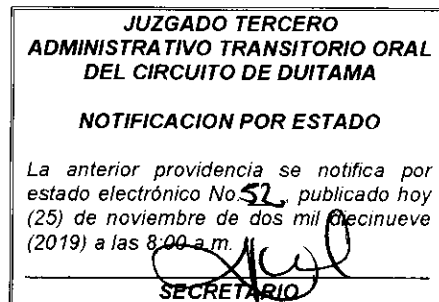 JUZGADO TERCERO
ADMINISTRATIVO TRANSITORIO ORAL
DEL CIRCUITO DE DUITAMA
NOTIFICACION POR ESTADO
La anterior providencia se notifica por
estado electrónico No. 52, publicado hoy
(25) de noviembre de dos mil diecinueve
(2019) a las 8:00 a.m.
SECRETARIO